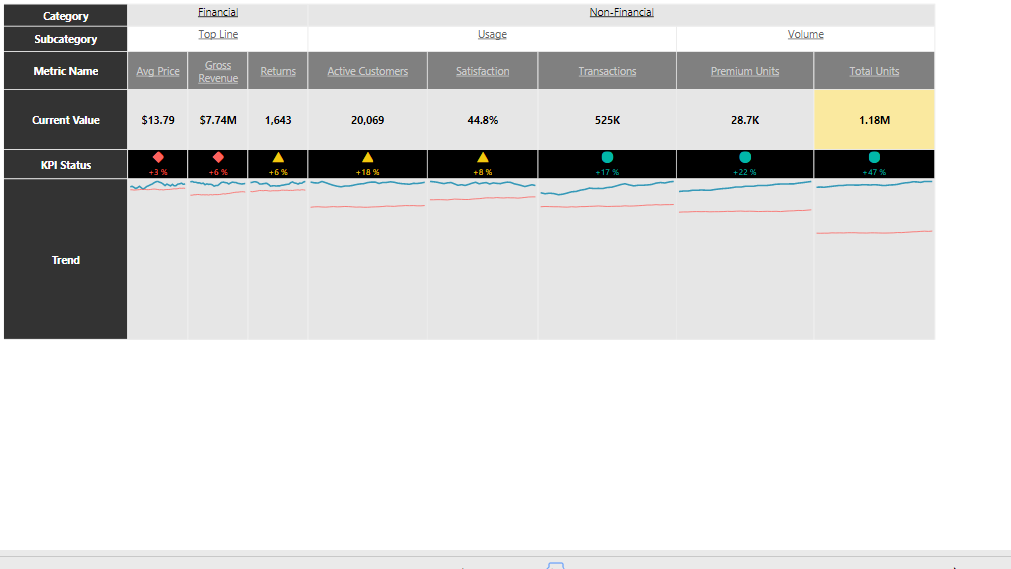 Category Financial Non-Financial
Subcategory Top Line Usage Volume
Metric Name Avg Price Gross Revenue Returns Active Customers Satisfaction Transactions Premium Units Total Units
Current Value $13.79 $7.74M 1,643 20,069 44.8% 525K 28.7K 1.18M
KPI Status +3 % +6 % +6 % +18 % +8 % +17 % +22 % +47 %
Trend